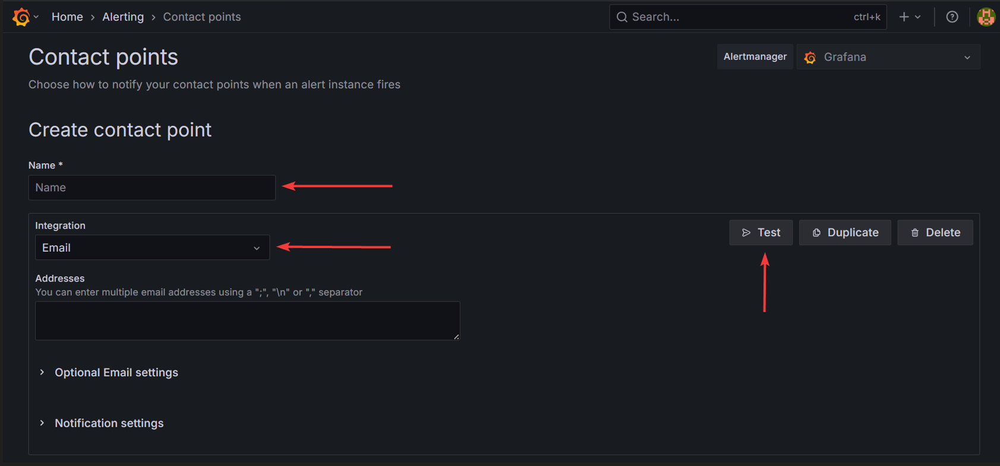 Home › Alerting › Contact points
Search... ctrl+k
Contact points
Alertmanager Grafana
Choose how to notify your contact points when an alert instance fires
Create contact point
Name *
Name
Integration
Email
Test Duplicate Delete
Addresses
You can enter multiple email addresses using a ";", "\n" or "," separator
Optional Email settings
Notification settings